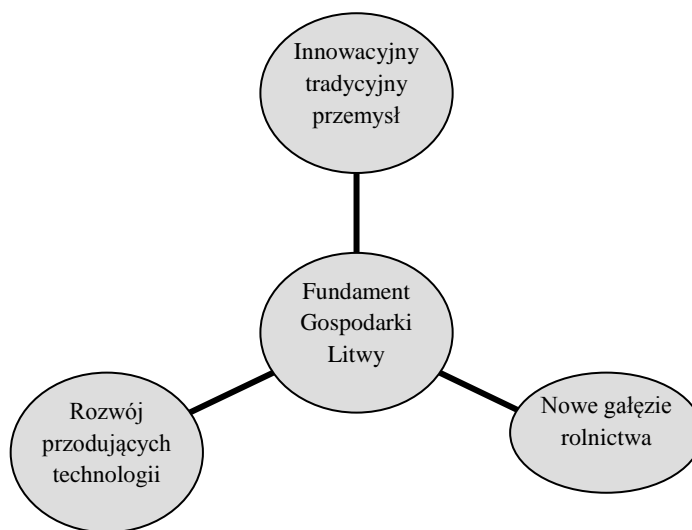 Innowacyjny
tradycyjny
przemysł
Fundament
Gospodarki
Litwy
Rozwój
przodujących
technologii
Nowe gałęzie
rolnictwa